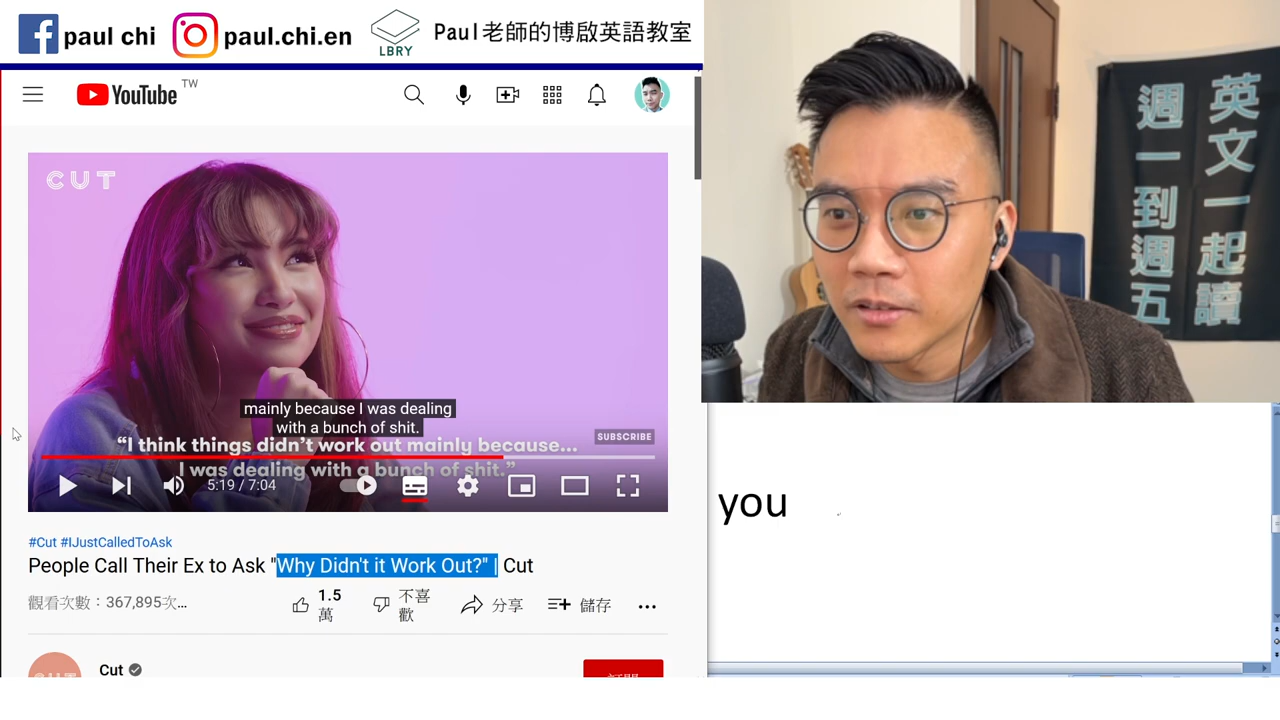 paul chi
paul.chi.en
LBRY
Paul老師的博啟英語教室
YouTube TW
CUT
mainly because I was dealing
with a bunch of shit.
SUBSCRIBE
“I think things didn’t work out mainly because...
I was dealing with a bunch of shit.”
5:19 / 7:04
#Cut #IJustCalledToAsk
People Call Their Ex to Ask "Why Didn't it Work Out?" | Cut
觀看次數：367,895次...
1.5
萬
不喜
歡
分享
儲存
Cut
訂閱
英文一起讀
週一到週五
you